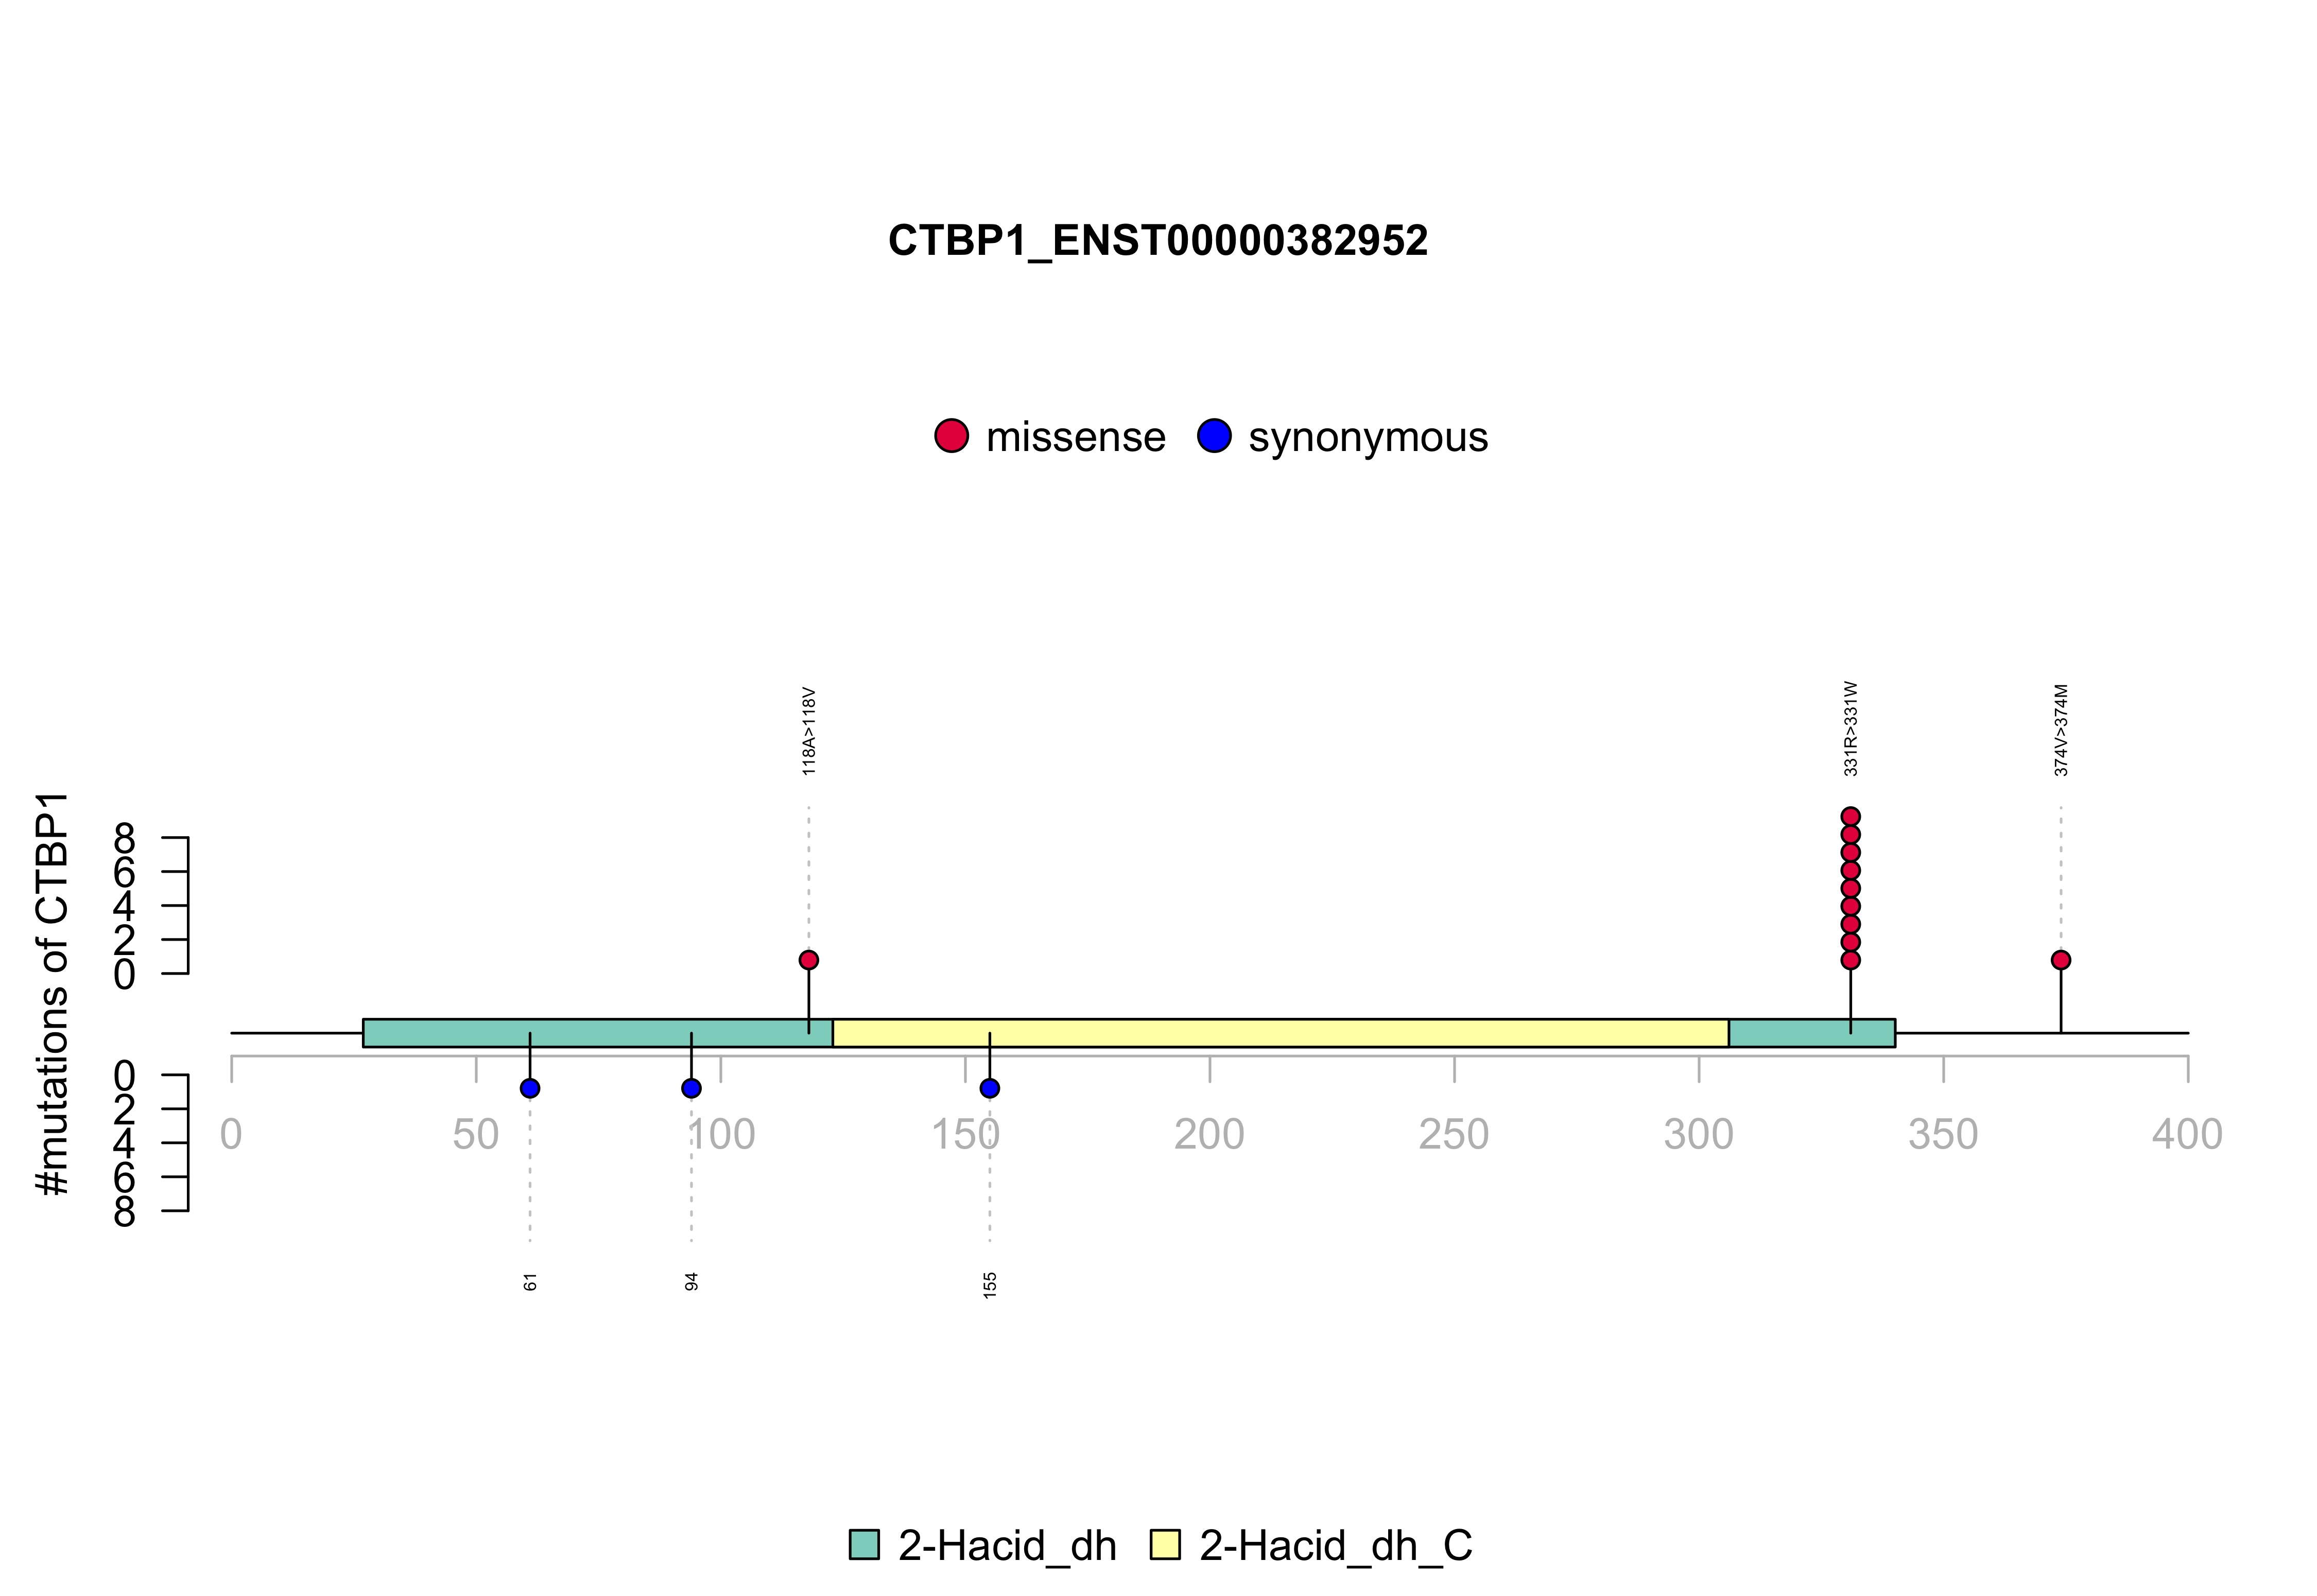 CTBP1_ENST00000382952
missense synonymous
118A>118V
331R>331W
374V>374M
#mutations of CTBP1
8
6
4
2
0
0
2
4
6
8
0 50 100 150 200 250 300 350 400
61
94
155
2-Hacid_dh 2-Hacid_dh_C